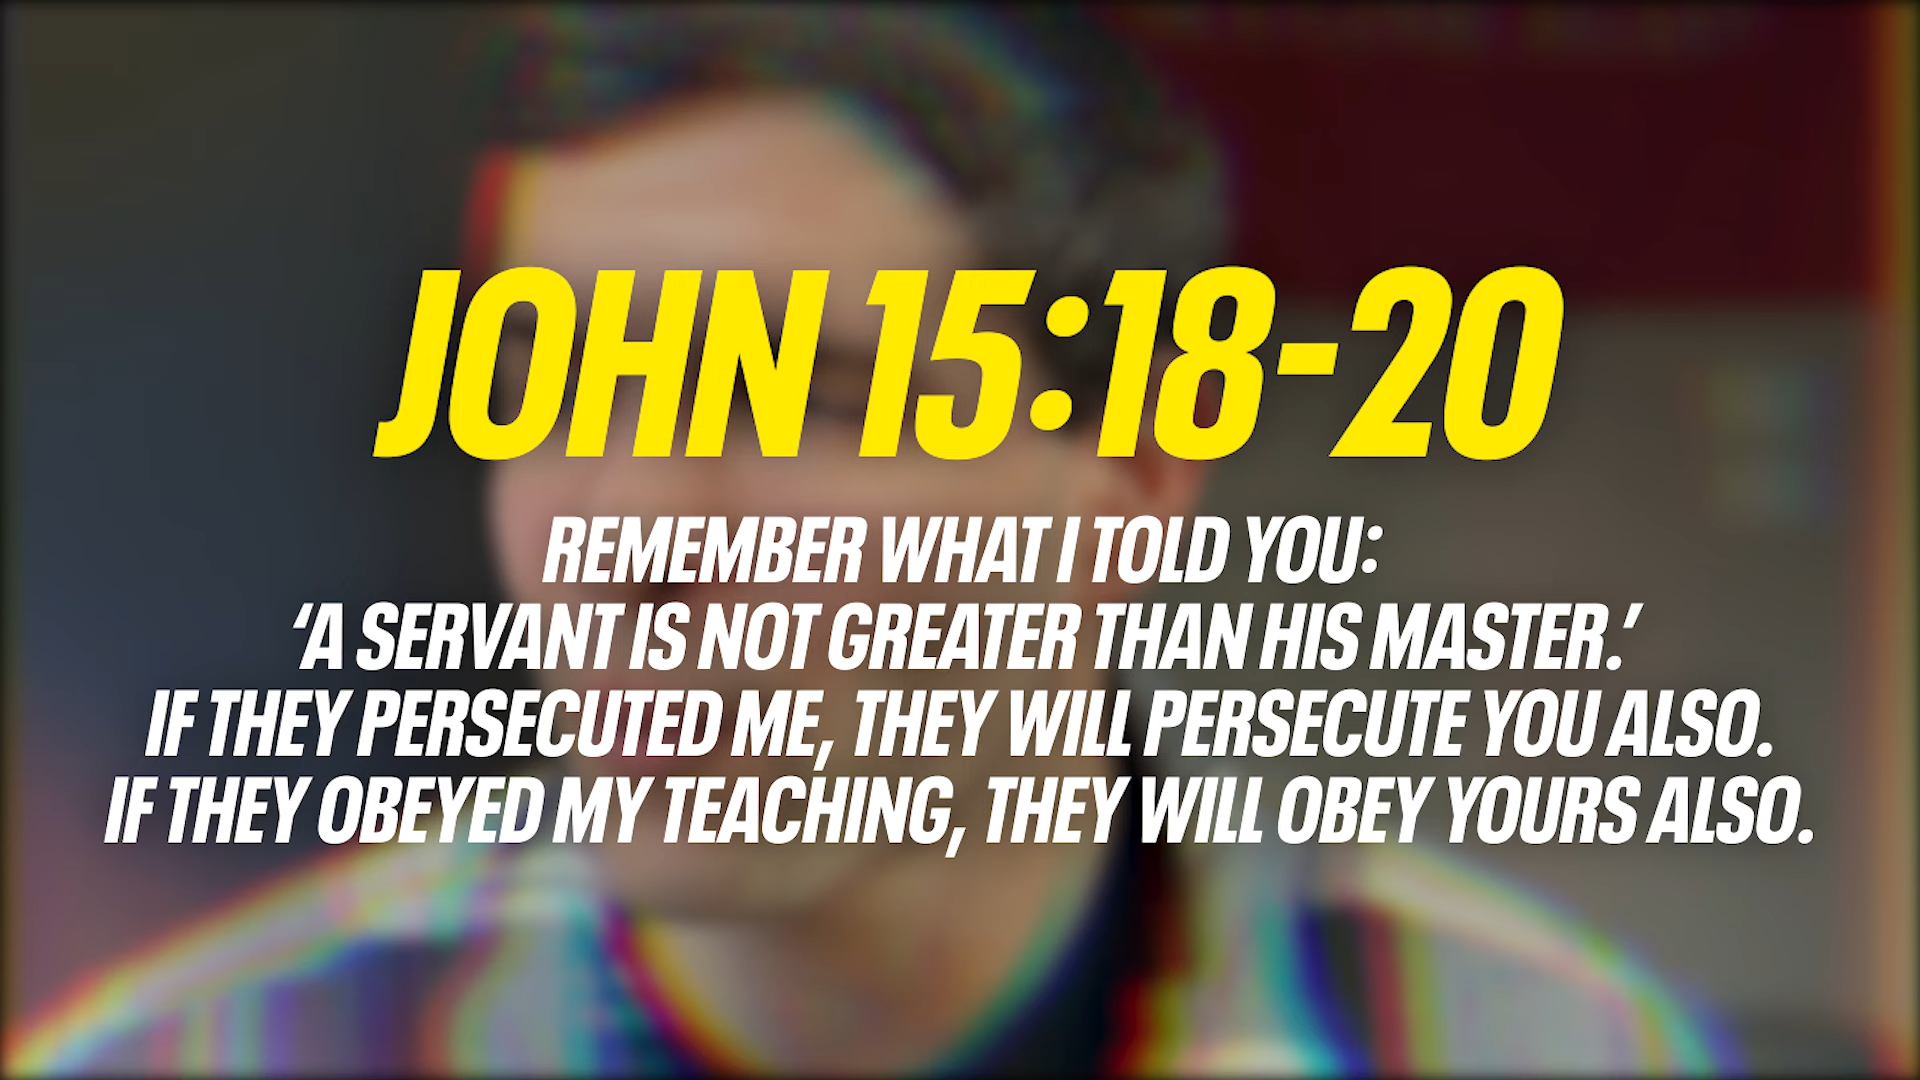 JOHN 15:18-20
REMEMBER WHAT I TOLD YOU:
‘A SERVANT IS NOT GREATER THAN HIS MASTER.’
IF THEY PERSECUTED ME, THEY WILL PERSECUTE YOU ALSO.
IF THEY OBEYED MY TEACHING, THEY WILL OBEY YOURS ALSO.